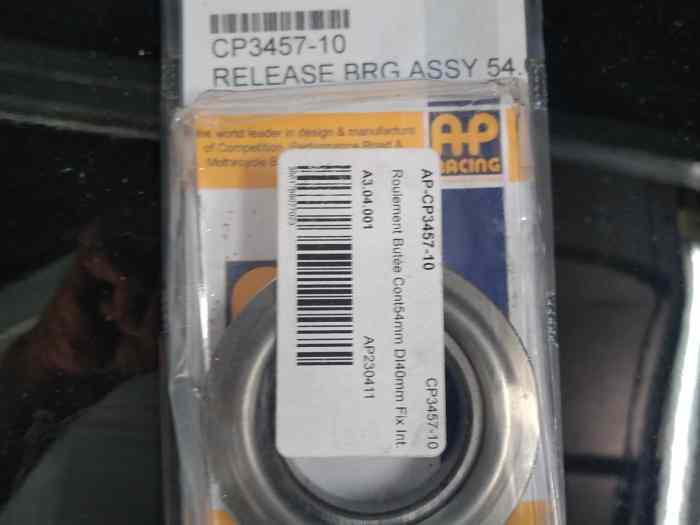 CP3457-10
RELEASE BRG ASSY 54.
the world leader in design & manufacture
of Competition, Performance Road &
Motorcycle
AP
RACING
AP-CP3457-10 CP3457-10
Roulement Butée Cont54mm DI40mm Fix Int.
A3.04.001 AP230411